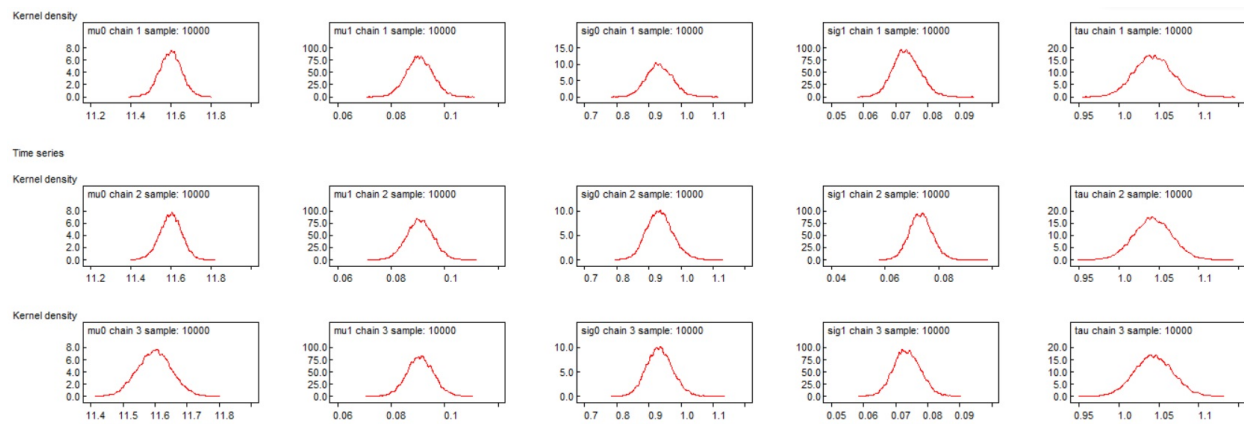 Kernel density
mu0 chain 1 sample: 10000
8.0
6.0
4.0
2.0
0.0
11.2 11.4 11.6 11.8
mu1 chain 1 sample: 10000
100.0
75.0
50.0
25.0
0.0
0.06 0.08 0.1
sig0 chain 1 sample: 10000
15.0
10.0
5.0
0.0
0.7 0.8 0.9 1.0 1.1
sig1 chain 1 sample: 10000
100.0
75.0
50.0
25.0
0.0
0.05 0.06 0.07 0.08 0.09
tau chain 1 sample: 10000
20.0
15.0
10.0
5.0
0.0
0.95 1.0 1.05 1.1
Time series
Kernel density
mu0 chain 2 sample: 10000
8.0
6.0
4.0
2.0
0.0
11.2 11.4 11.6 11.8
mu1 chain 2 sample: 10000
100.0
75.0
50.0
25.0
0.0
0.06 0.08 0.1
sig0 chain 2 sample: 10000
10.0
5.0
0.0
0.7 0.8 0.9 1.0 1.1
sig1 chain 2 sample: 10000
100.0
75.0
50.0
25.0
0.0
0.04 0.06 0.08
tau chain 2 sample: 10000
20.0
15.0
10.0
5.0
0.0
0.95 1.0 1.05 1.1
Kernel density
mu0 chain 3 sample: 10000
8.0
6.0
4.0
2.0
0.0
11.4 11.5 11.6 11.7 11.8
mu1 chain 3 sample: 10000
100.0
75.0
50.0
25.0
0.0
0.06 0.08 0.1
sig0 chain 3 sample: 10000
10.0
5.0
0.0
0.7 0.8 0.9 1.0 1.1
sig1 chain 3 sample: 10000
100.0
75.0
50.0
25.0
0.0
0.05 0.06 0.07 0.08 0.09
tau chain 3 sample: 10000
20.0
15.0
10.0
5.0
0.0
0.95 1.0 1.05 1.1